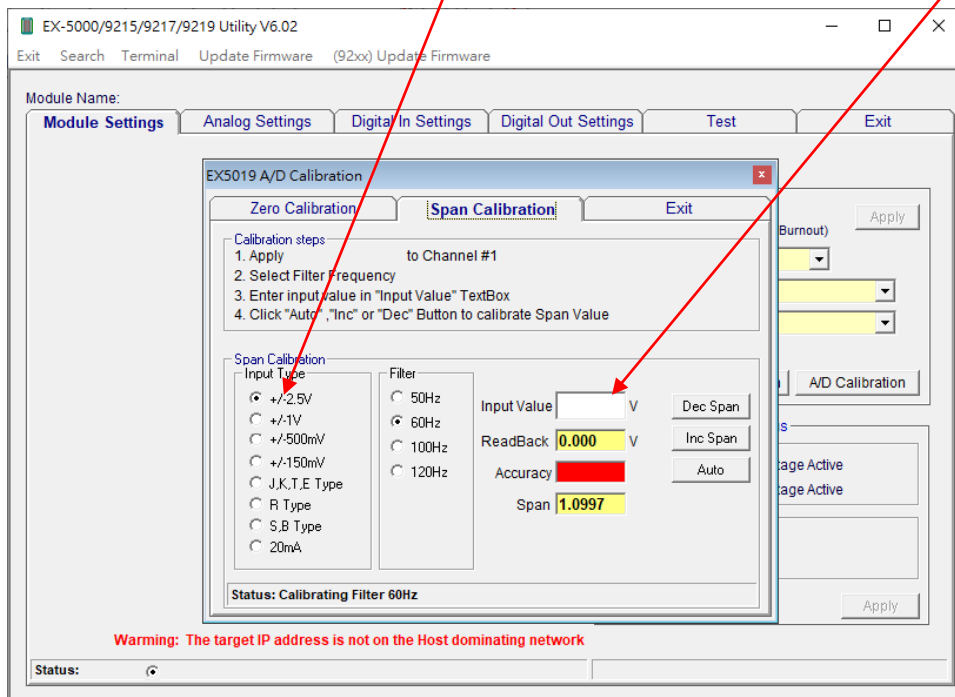 EX-5000/9215/9217/9219 Utility V6.02
Exit Search Terminal Update Firmware (92xx) Update Firmware
Module Name:
Module Settings Analog Settings Digital In Settings Digital Out Settings Test Exit
EX5019 A/D Calibration
Zero Calibration Span Calibration Exit
Calibration steps
1. Apply to Channel #1
2. Select Filter Frequency
3. Enter input value in "Input Value" TextBox
4. Click "Auto" ,"Inc" or "Dec" Button to calibrate Span Value
Burnout)
Apply
A/D Calibration
Span Calibration
Input Type
+/-2.5V
+/-1V
+/-500mV
+/-150mV
J,K,T,E Type
R Type
S,B Type
20mA
Filter
50Hz
60Hz
100Hz
120Hz
Input Value V
ReadBack 0.000 V
Accuracy
Span 1.0997
Dec Span
Inc Span
Auto
tage Active
tage Active
Apply
Status: Calibrating Filter 60Hz
Warming: The target IP address is not on the Host dominating network
Status: